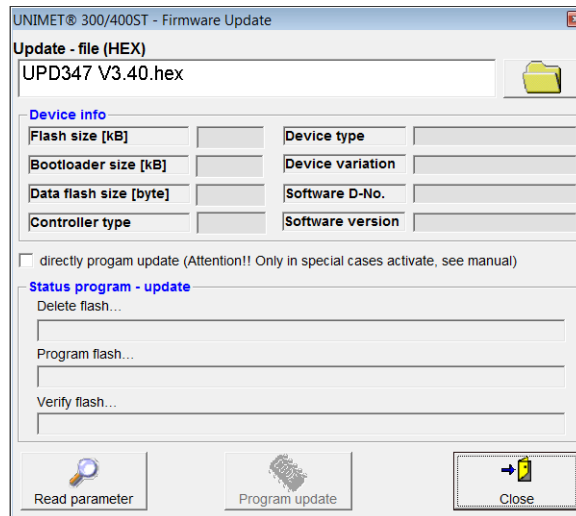 UNIMET® 300/400ST - Firmware Update
Update - file (HEX)
UPD347 V3.40.hex
Device info
Flash size [kB]
Device type
Bootloader size [kB]
Device variation
Data flash size [byte]
Software D-No.
Controller type
Software version
directly progam update (Attention!! Only in special cases activate, see manual)
Status program - update
Delete flash...
Program flash...
Verify flash...
Read parameter
Program update
Close